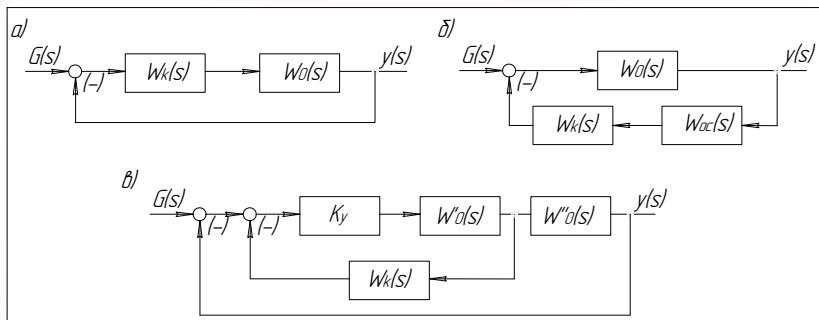 а)
G(s)
(–)
Wk(s)
W0(s)
y(s)
б)
G(s)
(–)
W0(s)
y(s)
Wk(s)
Woc(s)
в)
G(s)
(–)
(–)
Ky
W"0(s)
W"0(s)
y(s)
Wk(s)